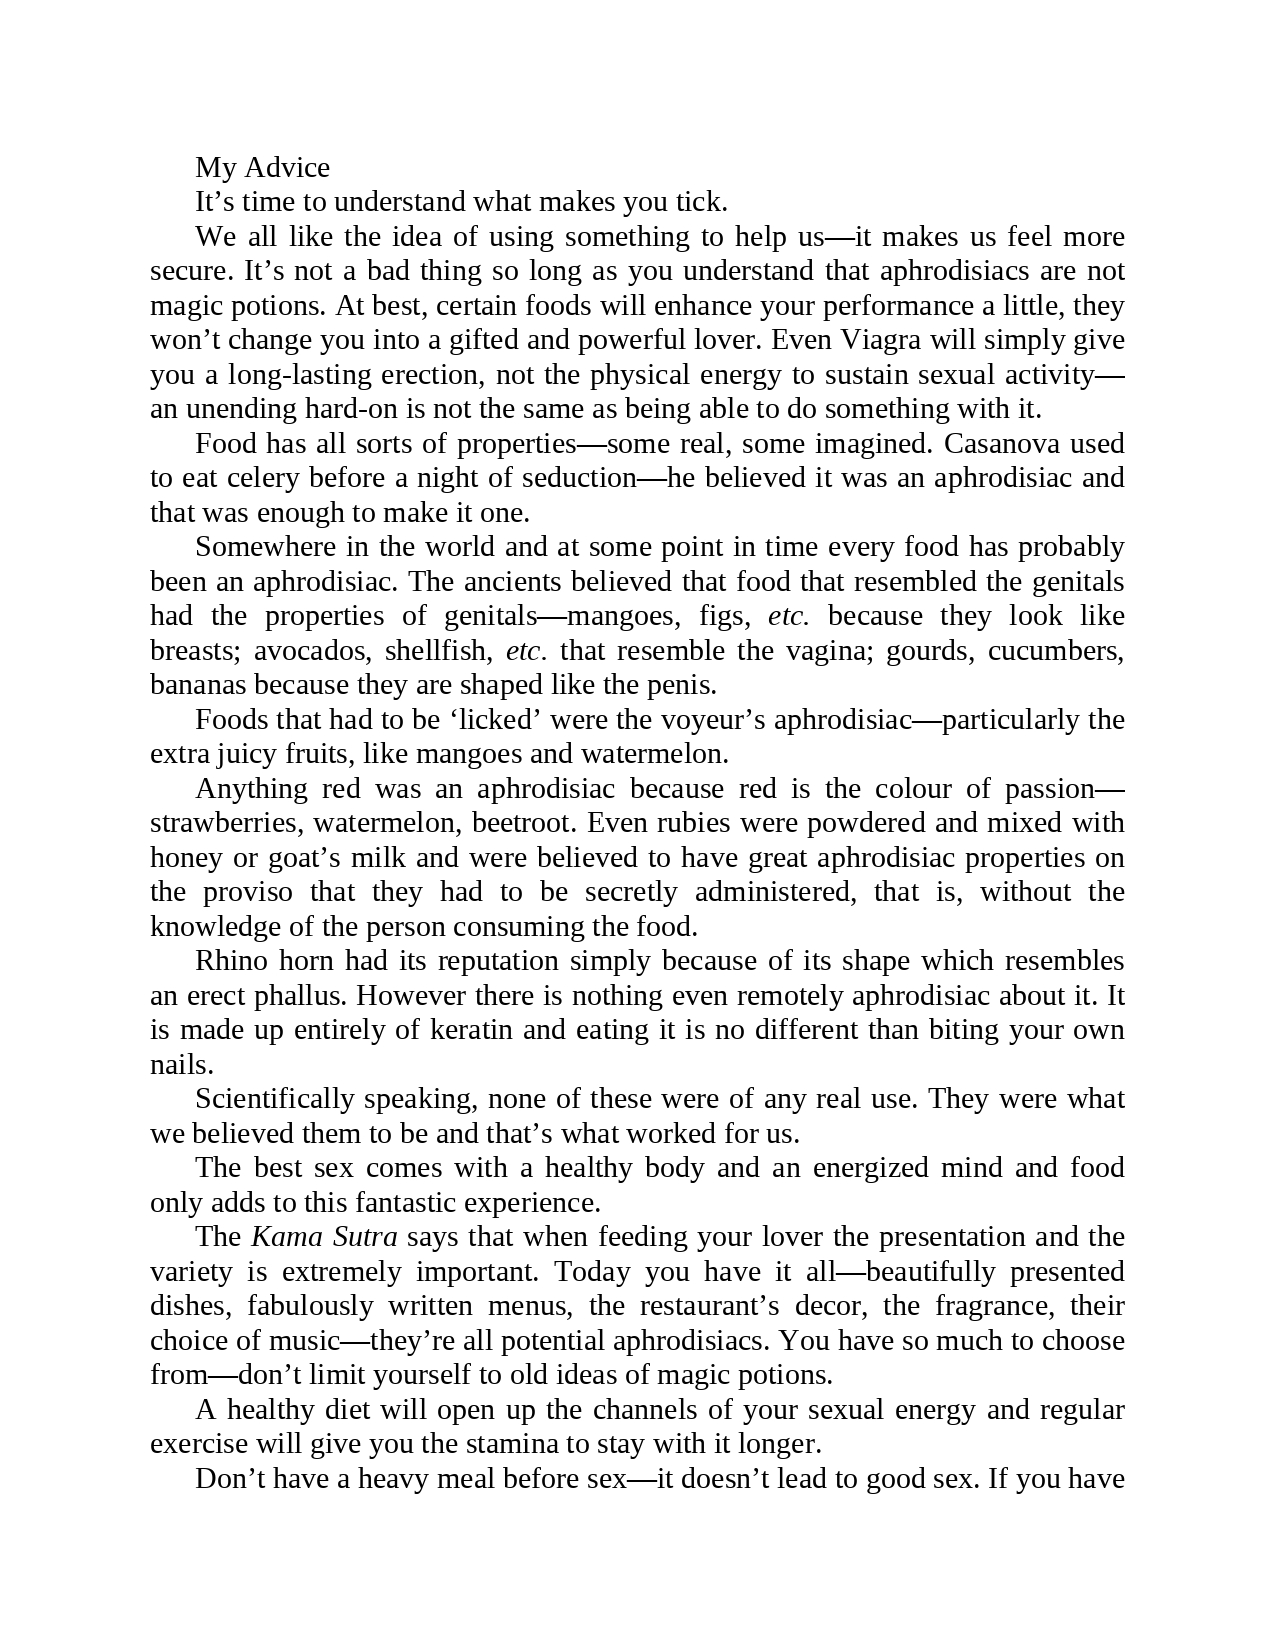 My Advice
It’s time to understand what makes you tick.
We all like the idea of using something to help us—it makes us feel more
secure. It’s not a bad thing so long as you understand that aphrodisiacs are not
magic potions. At best, certain foods will enhance your performance a little, they
won’t change you into a gifted and powerful lover. Even Viagra will simply give
you a long-lasting erection, not the physical energy to sustain sexual activity—
an unending hard-on is not the same as being able to do something with it.
Food has all sorts of properties—some real, some imagined. Casanova used
to eat celery before a night of seduction—he believed it was an aphrodisiac and
that was enough to make it one.
Somewhere in the world and at some point in time every food has probably
been an aphrodisiac. The ancients believed that food that resembled the genitals
had the properties of genitals—mangoes, figs, etc. because they look like
breasts; avocados, shellfish, etc. that resemble the vagina; gourds, cucumbers,
bananas because they are shaped like the penis.
Foods that had to be ‘licked’ were the voyeur’s aphrodisiac—particularly the
extra juicy fruits, like mangoes and watermelon.
Anything red was an aphrodisiac because red is the colour of passion—
strawberries, watermelon, beetroot. Even rubies were powdered and mixed with
honey or goat’s milk and were believed to have great aphrodisiac properties on
the proviso that they had to be secretly administered, that is, without the
knowledge of the person consuming the food.
Rhino horn had its reputation simply because of its shape which resembles
an erect phallus. However there is nothing even remotely aphrodisiac about it. It
is made up entirely of keratin and eating it is no different than biting your own
nails.
Scientifically speaking, none of these were of any real use. They were what
we believed them to be and that’s what worked for us.
The best sex comes with a healthy body and an energized mind and food
only adds to this fantastic experience.
The Kama Sutra says that when feeding your lover the presentation and the
variety is extremely important. Today you have it all—beautifully presented
dishes, fabulously written menus, the restaurant’s decor, the fragrance, their
choice of music—they’re all potential aphrodisiacs. You have so much to choose
from—don’t limit yourself to old ideas of magic potions.
A healthy diet will open up the channels of your sexual energy and regular
exercise will give you the stamina to stay with it longer.
Don’t have a heavy meal before sex—it doesn’t lead to good sex. If you have